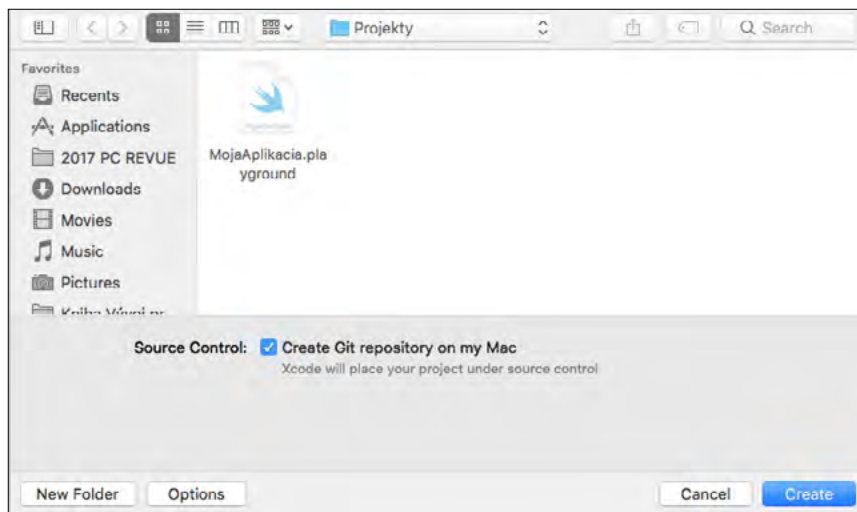 Projekty
Search
Favorites
Recents
Applications
2017 PC REVUE
Downloads
Movies
Music
Pictures
MojaAplikacia.pla
yground
Source Control: Create Git repository on my Mac
Xcode will place your project under source control
New Folder Options Cancel Create